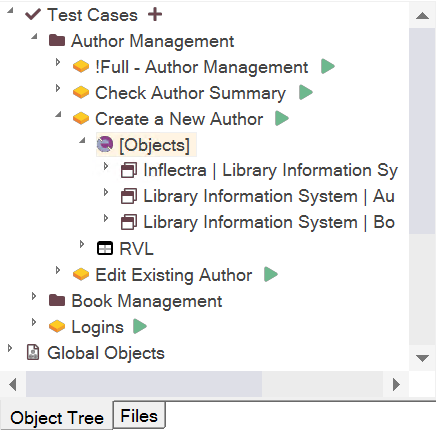 Test Cases
Author Management
!Full - Author Management
Check Author Summary
Create a New Author
[Objects]
Inflectra | Library Information Sy
Library Information System | Au
Library Information System | Bo
RVL
Edit Existing Author
Book Management
Logins
Global Objects
Object Tree Files